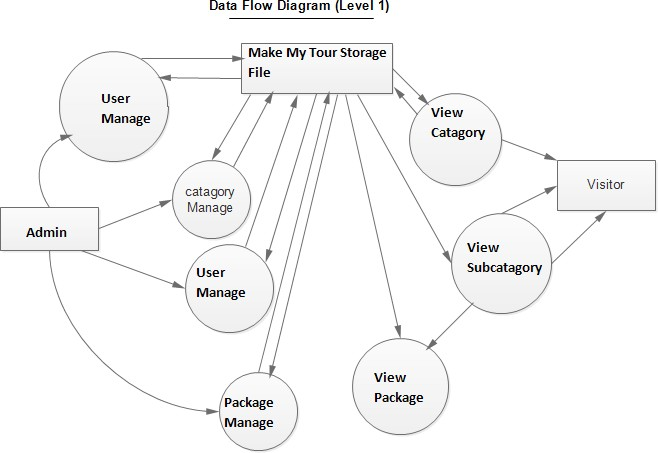 Data Flow Diagram (Level 1)
Make My Tour Storage
File
User
Manage
View
Catagory
catagory
Manage
Visitor
Admin
View
Subcatagory
User
Manage
View
Package
Package
Manage